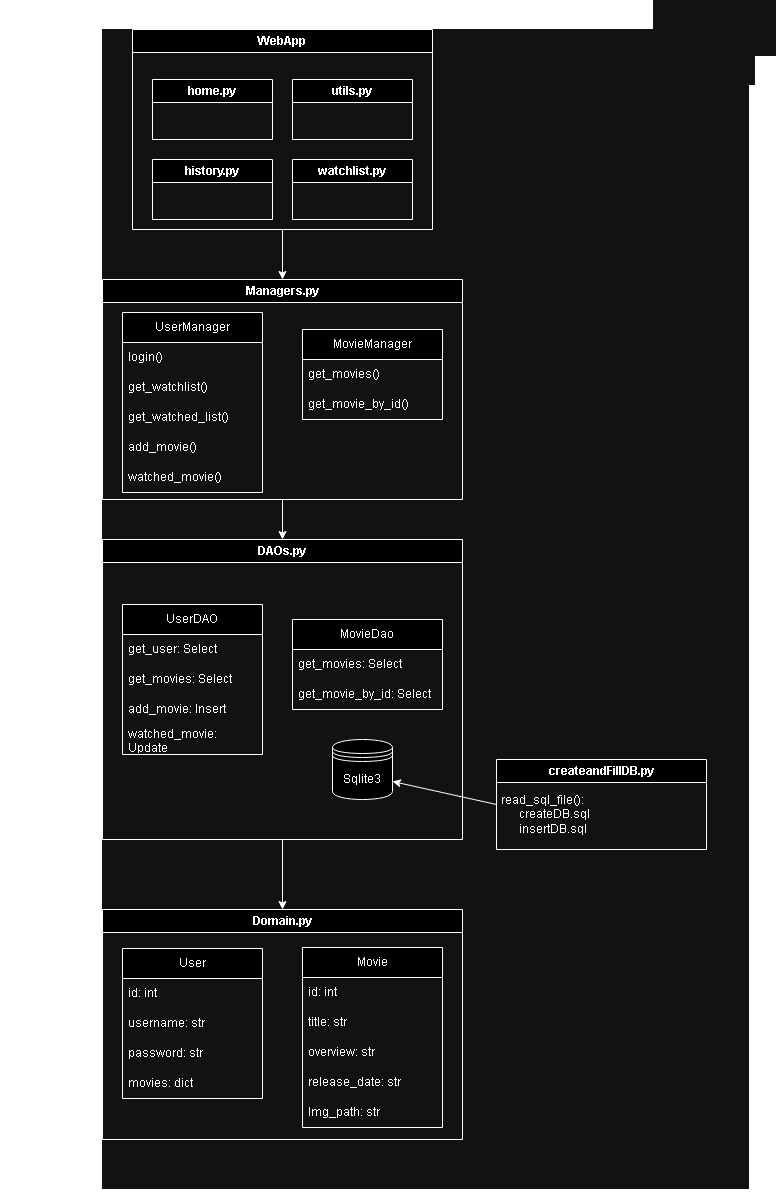 WebApp
home.py
utils.py
history.py
watchlist.py
Managers.py
UserManager
login()
get_watchlist()
get_watched_list()
add_movie()
watched_movie()
MovieManager
get_movies()
get_movie_by_id()
DAOs.py
UserDAO
get_user: Select
get_movies: Select
add_movie: Insert
watched_movie:
Update
MovieDao
get_movies: Select
get_movie_by_id: Select
Sqlite3
createandFillDB.py
read_sql_file():
createDB.sql
insertDB.sql
Domain.py
User
id: int
username: str
password: str
movies: dict
Movie
id: int
title: str
overview: str
release_date: str
Img_path: str